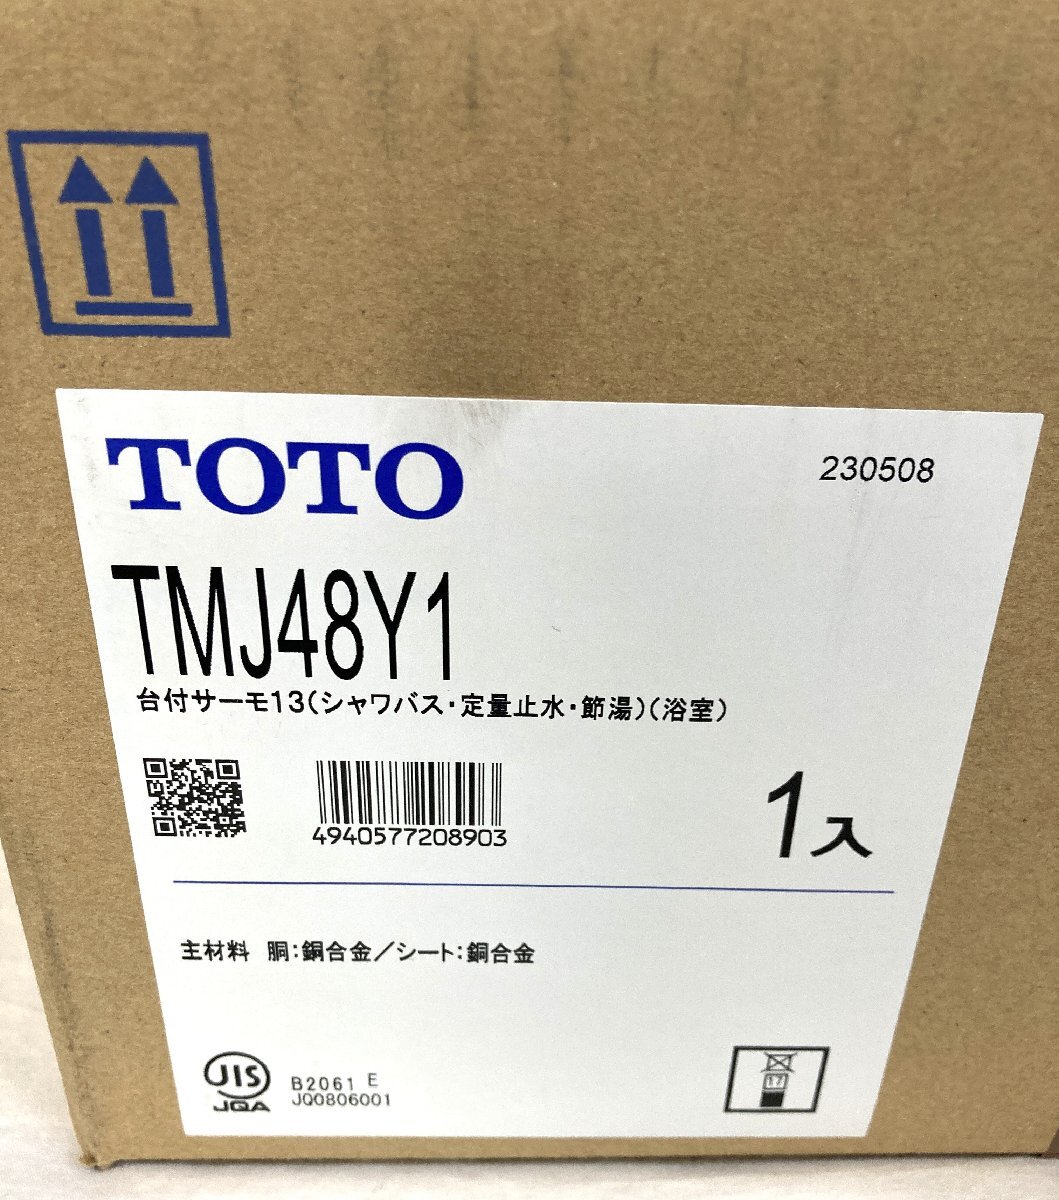 TOTO
230508
TMJ48Y1
台付サーモ13(シャワバス・定量止水・節湯)(浴室)
4940577208903
1入
主材料 胴:銅合金/シート:銅合金
JIS
JQA
B2061 E
JQ0806001
17